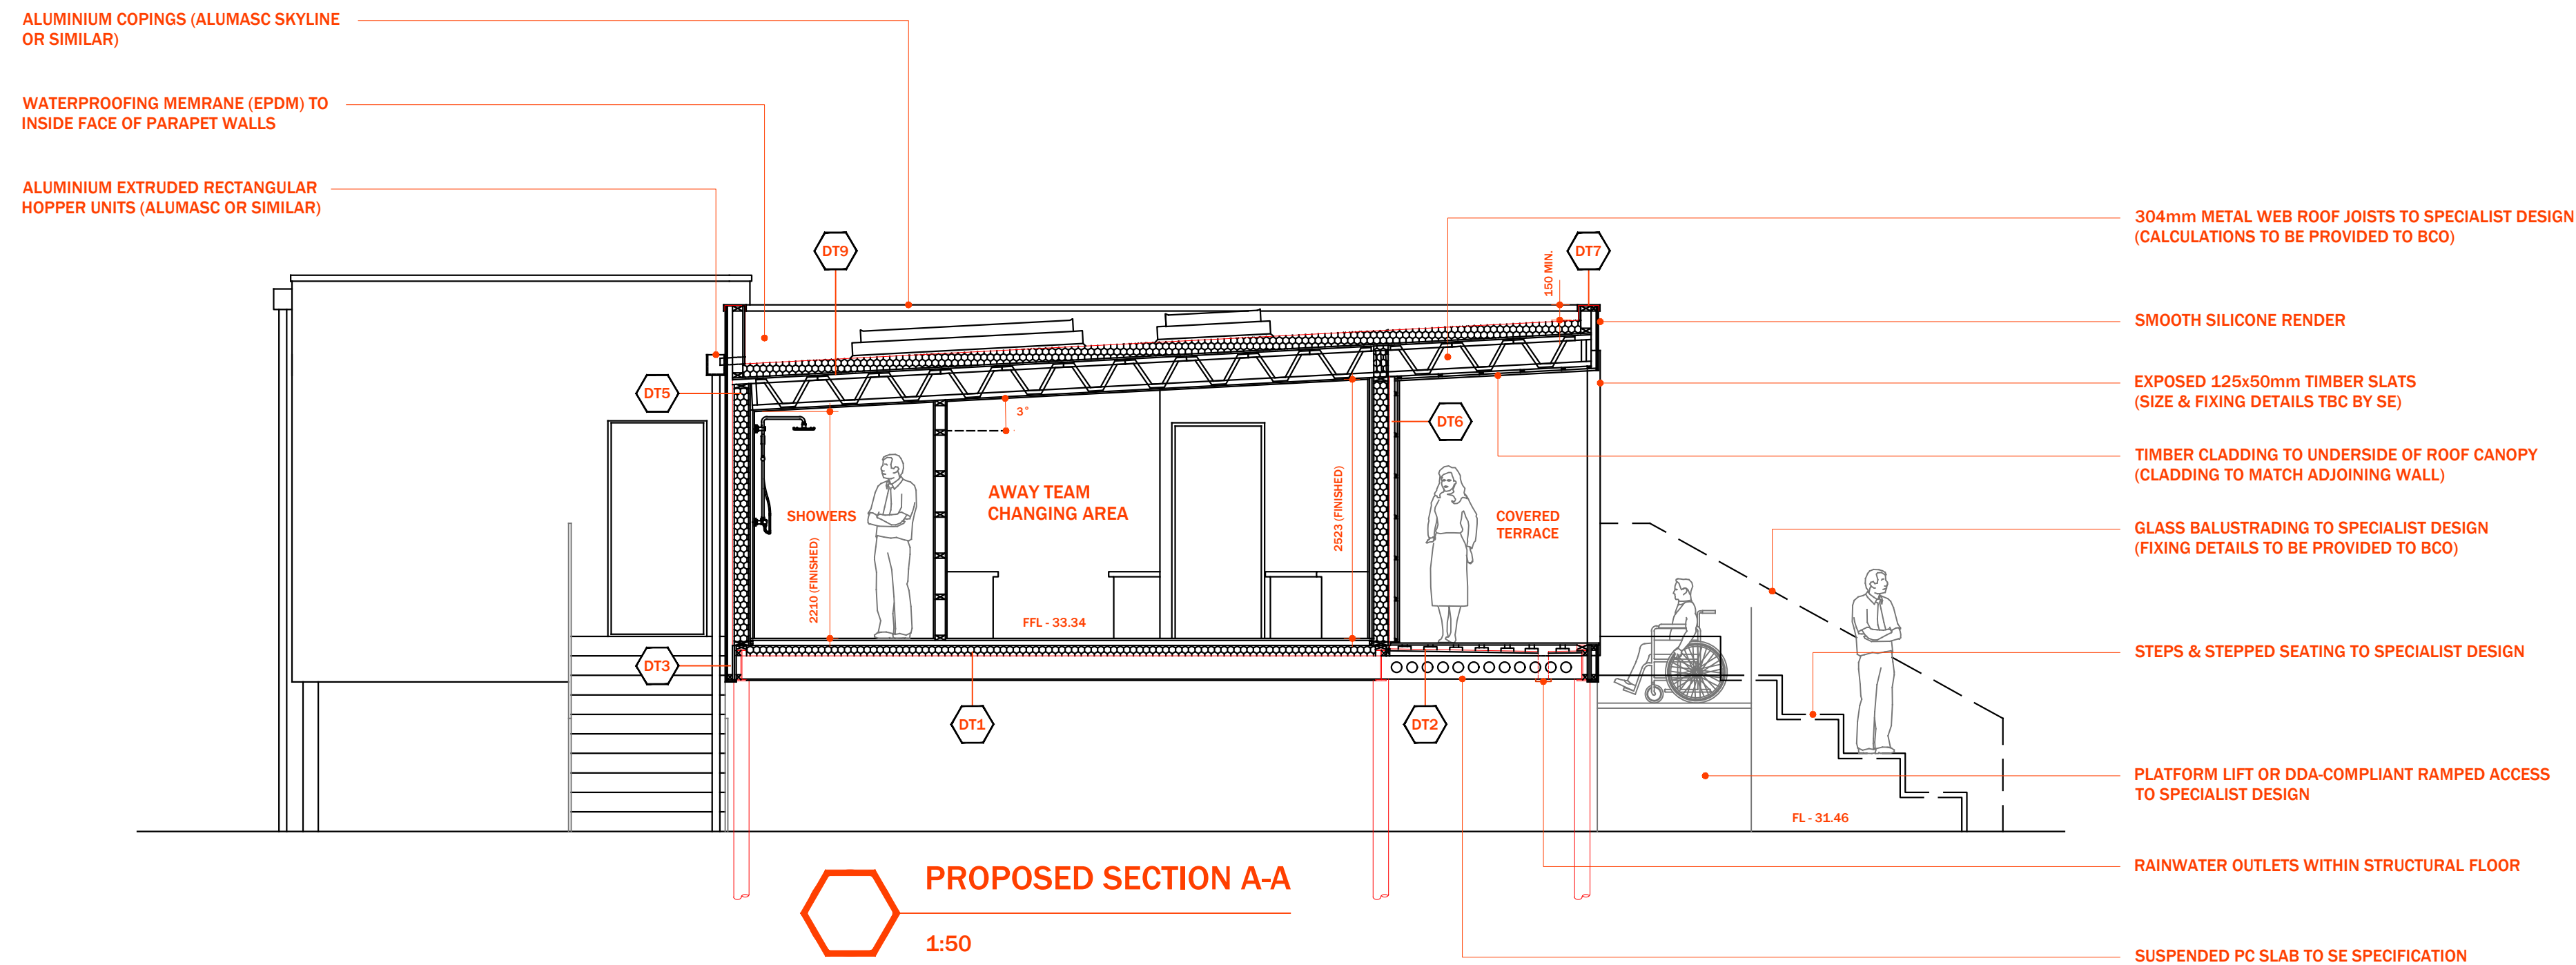 ALUMINIUM COPINGS (ALUMASC SKYLINE
OR SIMILAR)
WATERPROOFING MEMRANE (EPDM) TO
INSIDE FACE OF PARAPET WALLS
ALUMINIUM EXTRUDED RECTANGULAR
HOPPER UNITS (ALUMASC OR SIMILAR)
304mm METAL WEB ROOF JOISTS TO SPECIALIST DESIGN
(CALCULATIONS TO BE PROVIDED TO BCO)
DT9
150 MIN.
DT7
SMOOTH SILICONE RENDER
DT5
EXPOSED 125x50mm TIMBER SLATS
(SIZE & FIXING DETAILS TBC BY SE)
3°
DT6
TIMBER CLADDING TO UNDERSIDE OF ROOF CANOPY
(CLADDING TO MATCH ADJOINING WALL)
SHOWERS
2210 (FINISHED)
AWAY TEAM
CHANGING AREA
2523 (FINISHED)
COVERED
TERRACE
GLASS BALUSTRADING TO SPECIALIST DESIGN
(FIXING DETAILS TO BE PROVIDED TO BCO)
FFL - 33.34
STEPS & STEPPED SEATING TO SPECIALIST DESIGN
DT3
DT1
DT2
PLATFORM LIFT OR DDA-COMPLIANT RAMPED ACCESS
TO SPECIALIST DESIGN
FL - 31.46
RAINWATER OUTLETS WITHIN STRUCTURAL FLOOR
PROPOSED SECTION A-A
1:50
SUSPENDED PC SLAB TO SE SPECIFICATION